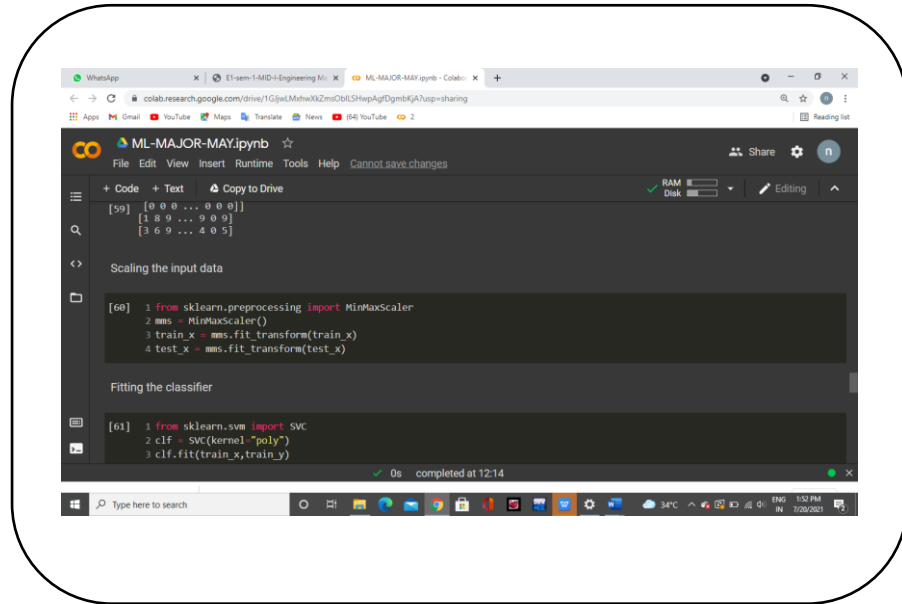 WhatsApp
E1-sem-1-MID-I-Engineering Ma
ML-MAJOR-MAY.ipynb - Colabor
colab.research.google.com/drive/1GJjwLMxhwXkZmsOblLSHwpAgfDgmbKjA?usp=sharing
Apps Gmail YouTube Maps Translate News (64) YouTube 2 Reading list
ML-MAJOR-MAY.ipynb
Share n
File Edit View Insert Runtime Tools Help Cannot save changes
+ Code + Text Copy to Drive RAM Disk Editing
[59] [0 0 0 ... 0 0 0]]
[1 8 9 ... 9 0 9]
[3 6 9 ... 4 0 5]
Scaling the input data
[60] 1 from sklearn.preprocessing import MinMaxScaler
2 mms = MinMaxScaler()
3 train_x = mms.fit_transform(train_x)
4 test_x = mms.fit_transform(test_x)
Fitting the classifier
[61] 1 from sklearn.svm import SVC
2 clf = SVC(kernel="poly")
3 clf.fit(train_x,train_y)
0s completed at 12:14
Type here to search 34°C ENG IN 1:52 PM 7/20/2021